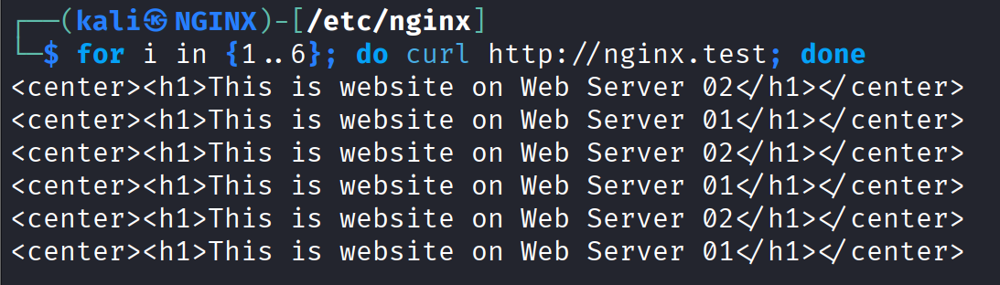 ┌──(kali㉿NGINX)-[/etc/nginx]
└─$ for i in {1..6}; do curl http://nginx.test; done
<center><h1>This is website on Web Server 02</h1></center>
<center><h1>This is website on Web Server 01</h1></center>
<center><h1>This is website on Web Server 02</h1></center>
<center><h1>This is website on Web Server 01</h1></center>
<center><h1>This is website on Web Server 02</h1></center>
<center><h1>This is website on Web Server 01</h1></center>